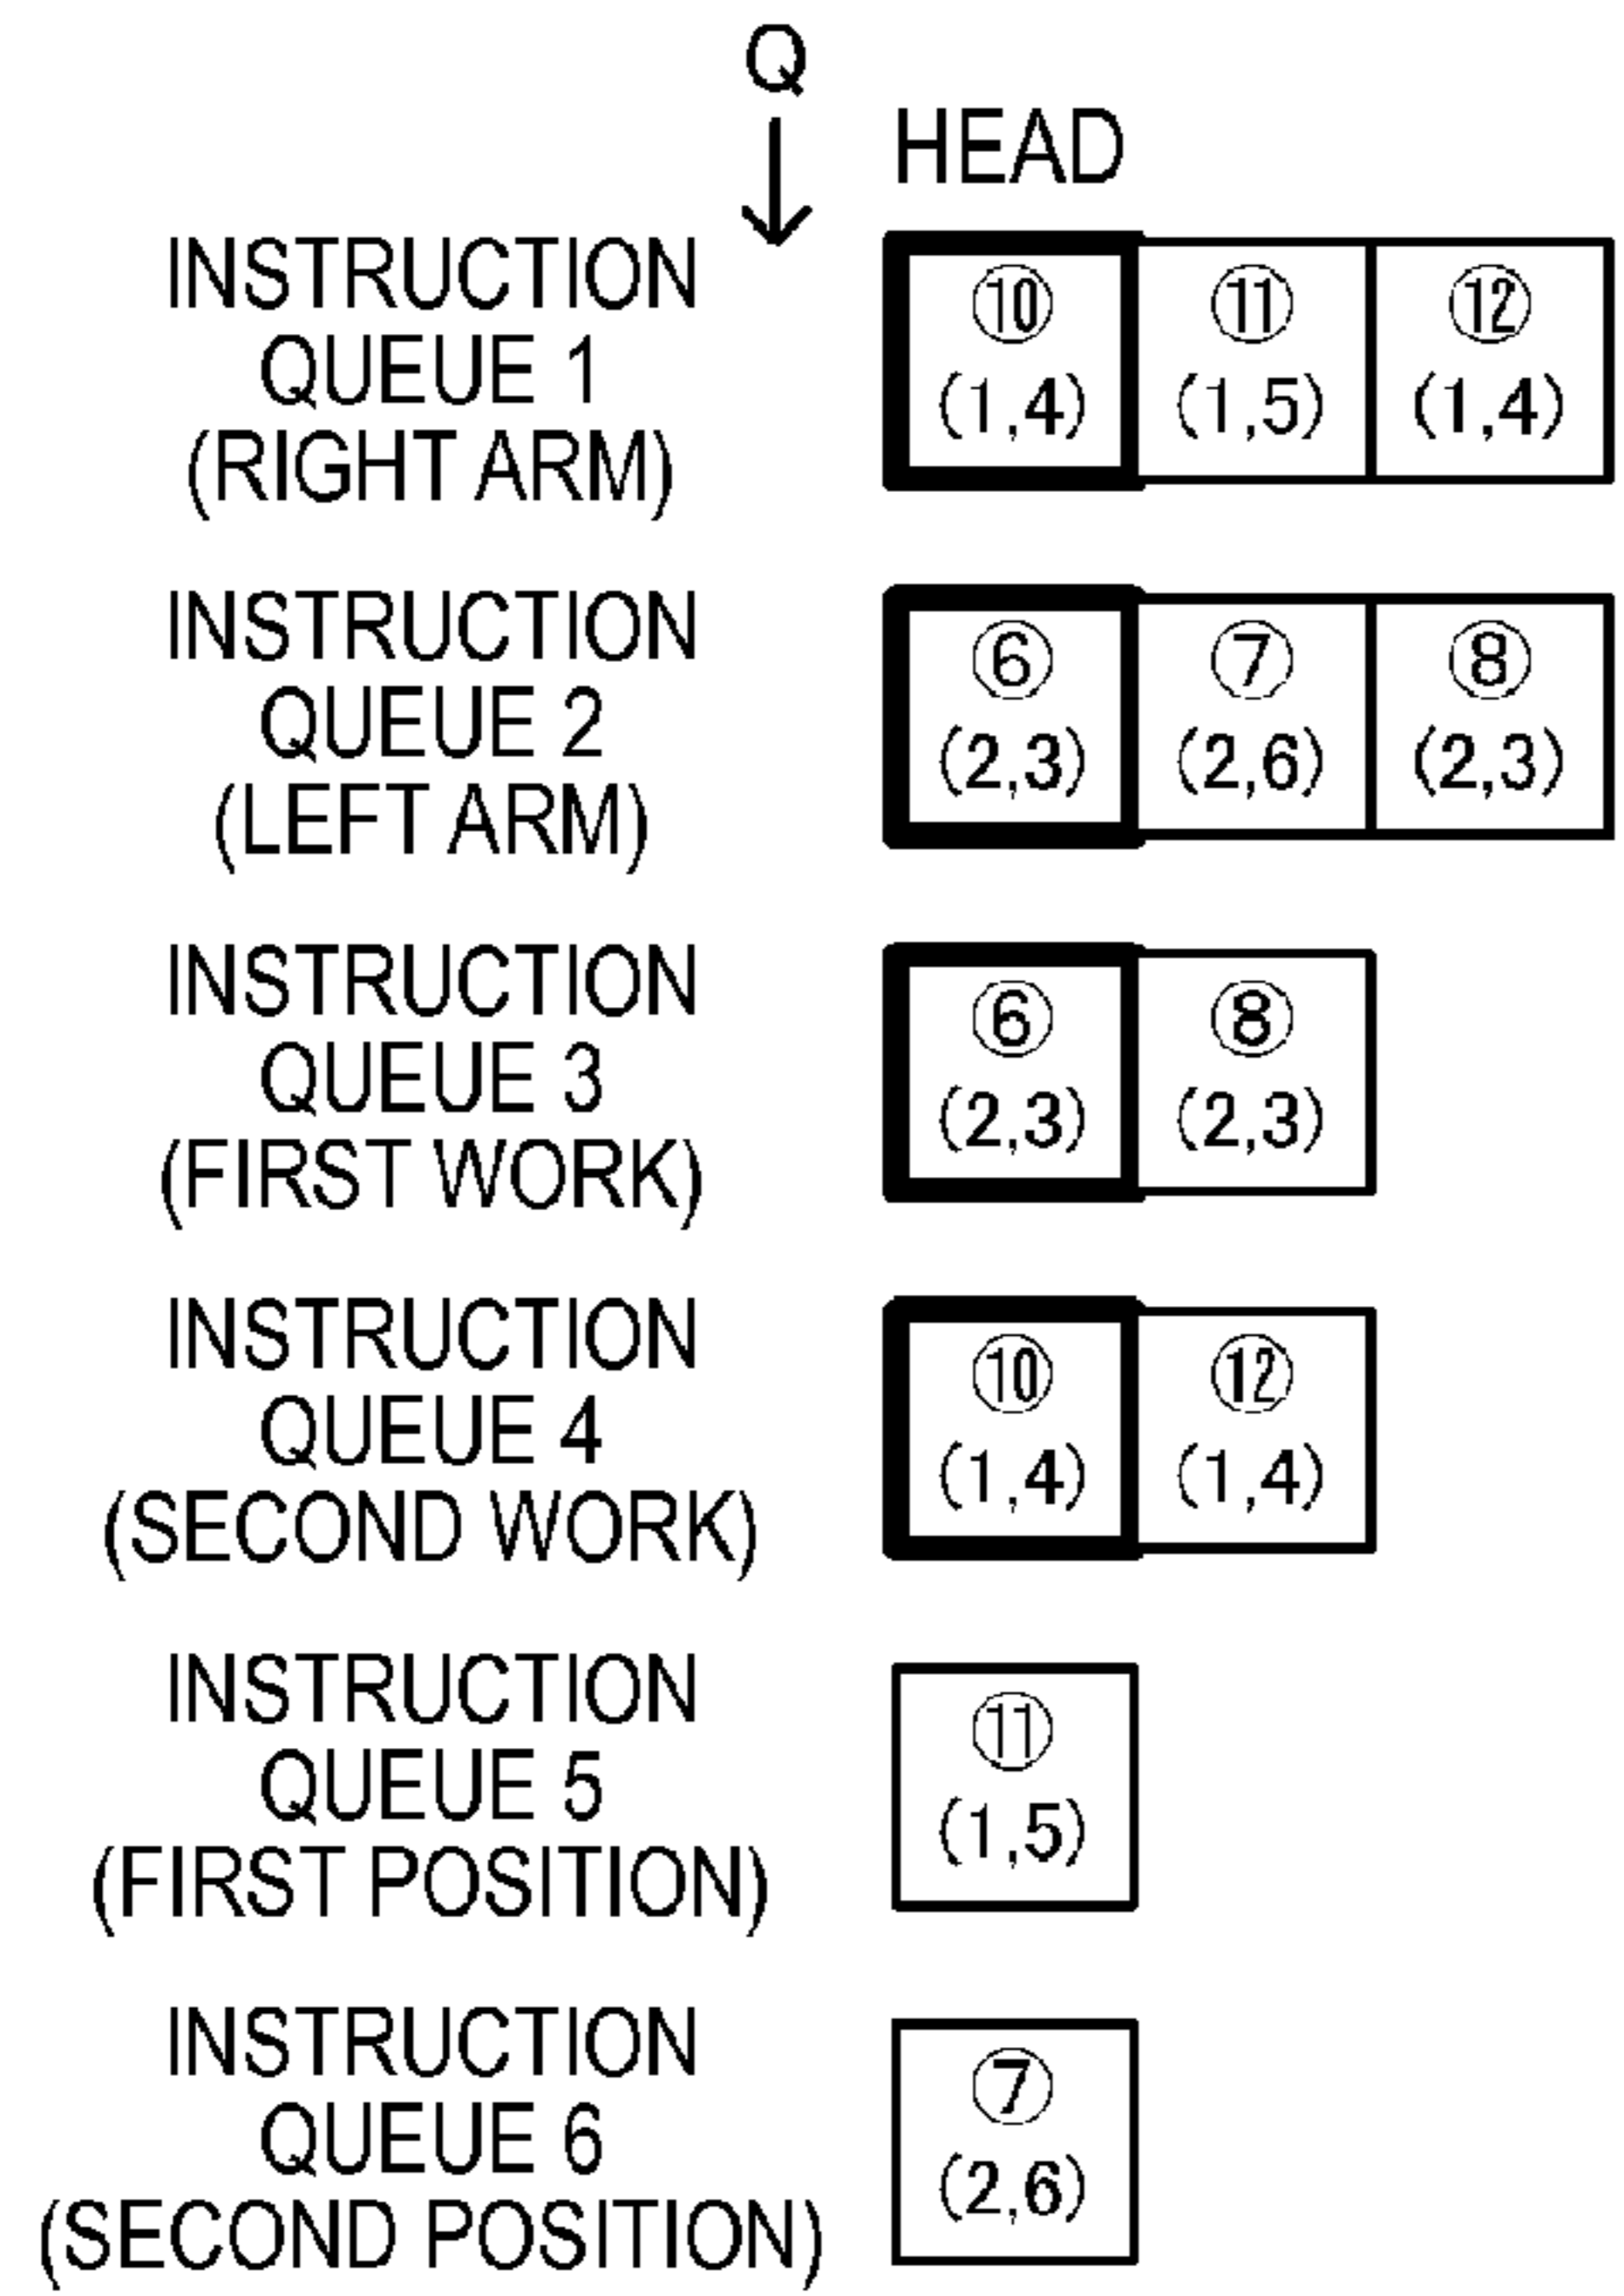 Q
HEAD
INSTRUCTION
QUEUE 1
(RIGHT ARM)
⑩ ⑪ ⑫
(1,4) (1,5) (1,4)
INSTRUCTION
QUEUE 2
(LEFT ARM)
⑥ ⑦ ⑧
(2,3) (2,6) (2,3)
INSTRUCTION
QUEUE 3
(FIRST WORK)
⑥ ⑧
(2,3) (2,3)
INSTRUCTION
QUEUE 4
(SECOND WORK)
⑩ ⑫
(1,4) (1,4)
INSTRUCTION
QUEUE 5
(FIRST POSITION)
⑪
(1,5)
INSTRUCTION
QUEUE 6
(SECOND POSITION)
⑦
(2,6)